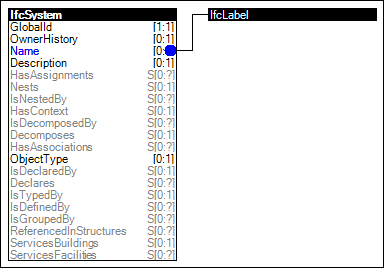 IfcSystem
IfcLabel
GlobalId [1:1]
OwnerHistory [0:1]
Name [0:
Description [0:1]
HasAssignments S[0:?]
Nests S[0:1]
IsNestedBy S[0:?]
HasContext S[0:1]
IsDecomposedBy S[0:?]
Decomposes S[0:1]
HasAssociations S[0:?]
ObjectType [0:1]
IsDeclaredBy S[0:1]
Declares S[0:?]
IsTypedBy S[0:1]
IsDefinedBy S[0:?]
IsGroupedBy S[0:?]
ReferencedInStructures S[0:?]
ServicesBuildings S[0:1]
ServicesFacilities S[0:?]